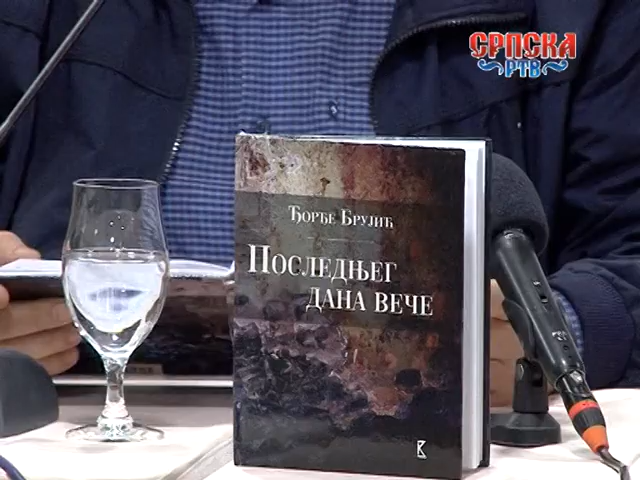 СРПСКА
РТВ
Ђорђе Брујић
Последњег
дана вече